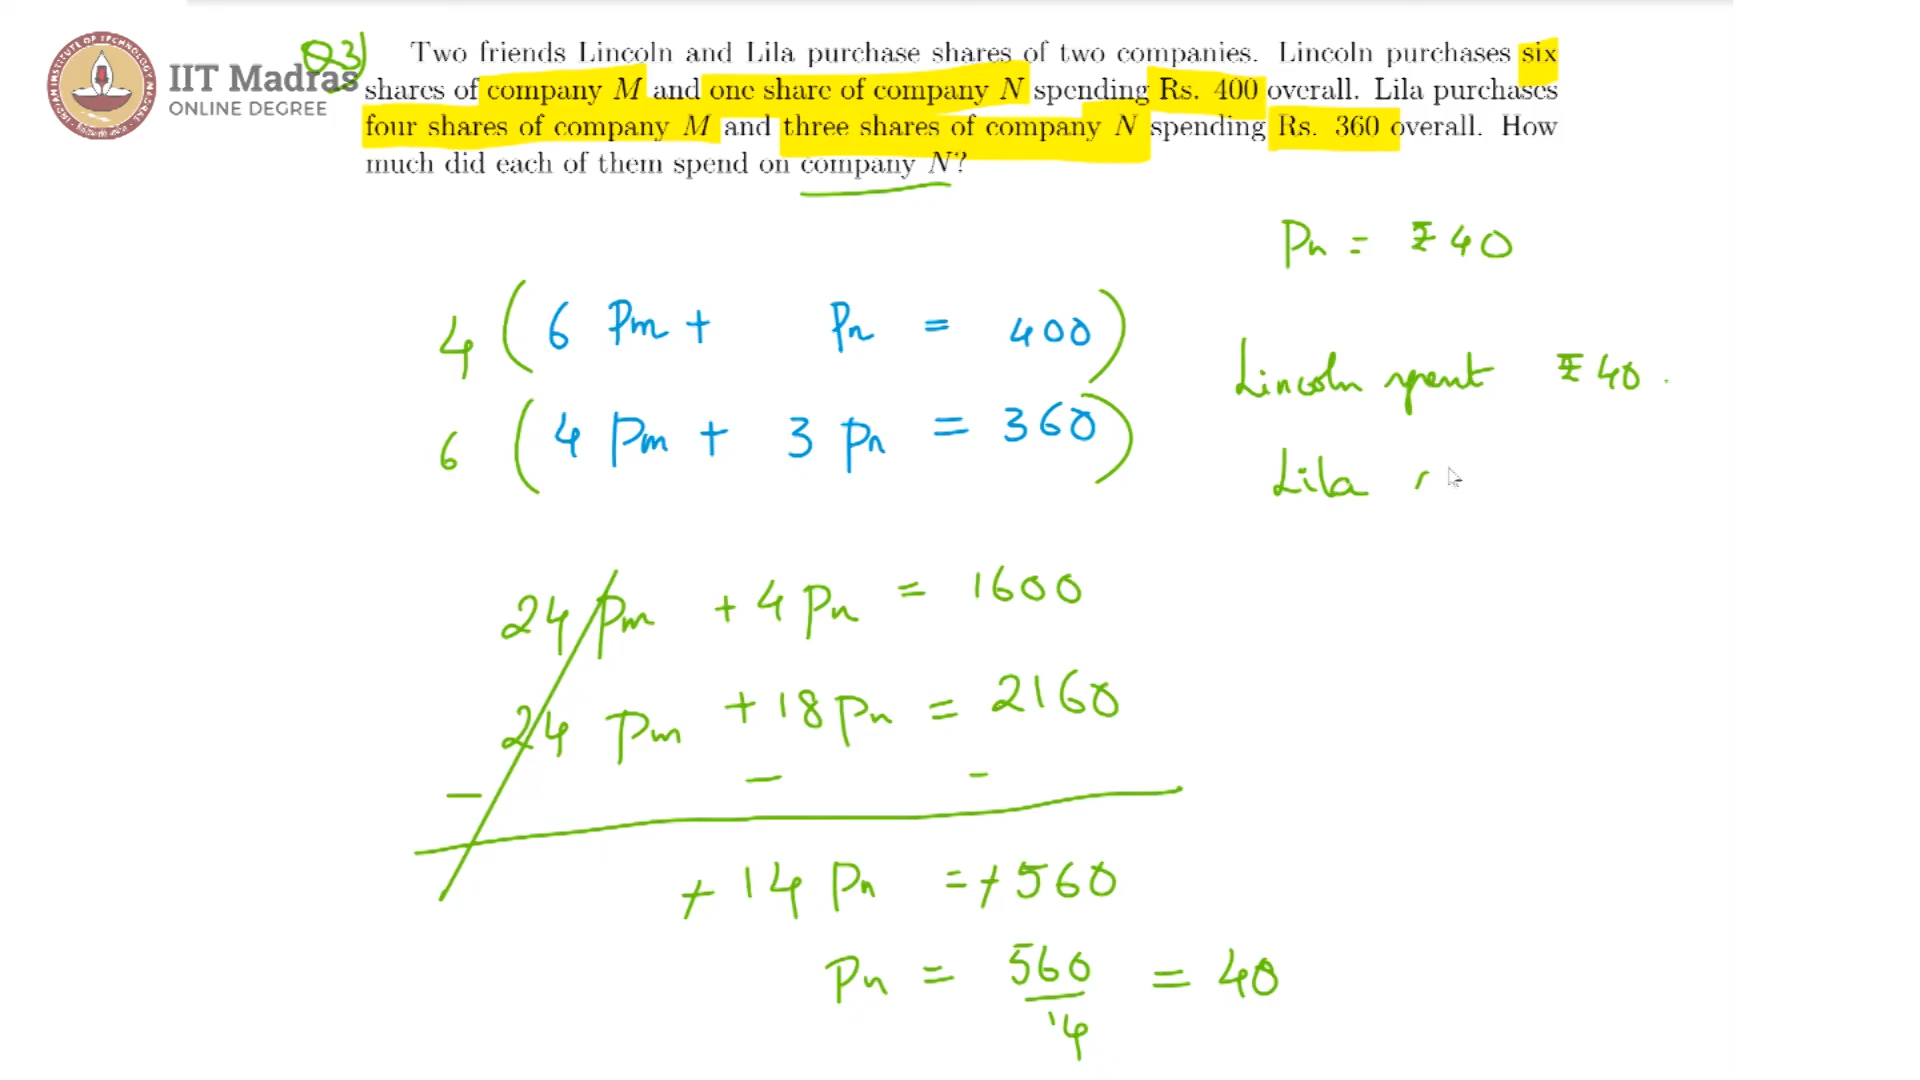 IIT Madras
ONLINE DEGREE
Q3)
Two friends Lincoln and Lila purchase shares of two companies. Lincoln purchases six
shares of company M and one share of company N spending Rs. 400 overall. Lila purchases
four shares of company M and three shares of company N spending Rs. 360 overall. How
much did each of them spend on company N?
Pn = ₹40
4 ( 6 Pm + Pn = 400 )
6 ( 4 Pm + 3 Pn = 360 )
Lincoln spent ₹40.
Lila
24 Pm + 4 Pn = 1600
24 Pm + 18 Pn = 2160
- - -
+ 14 Pn = + 560
Pn = 560/14 = 40